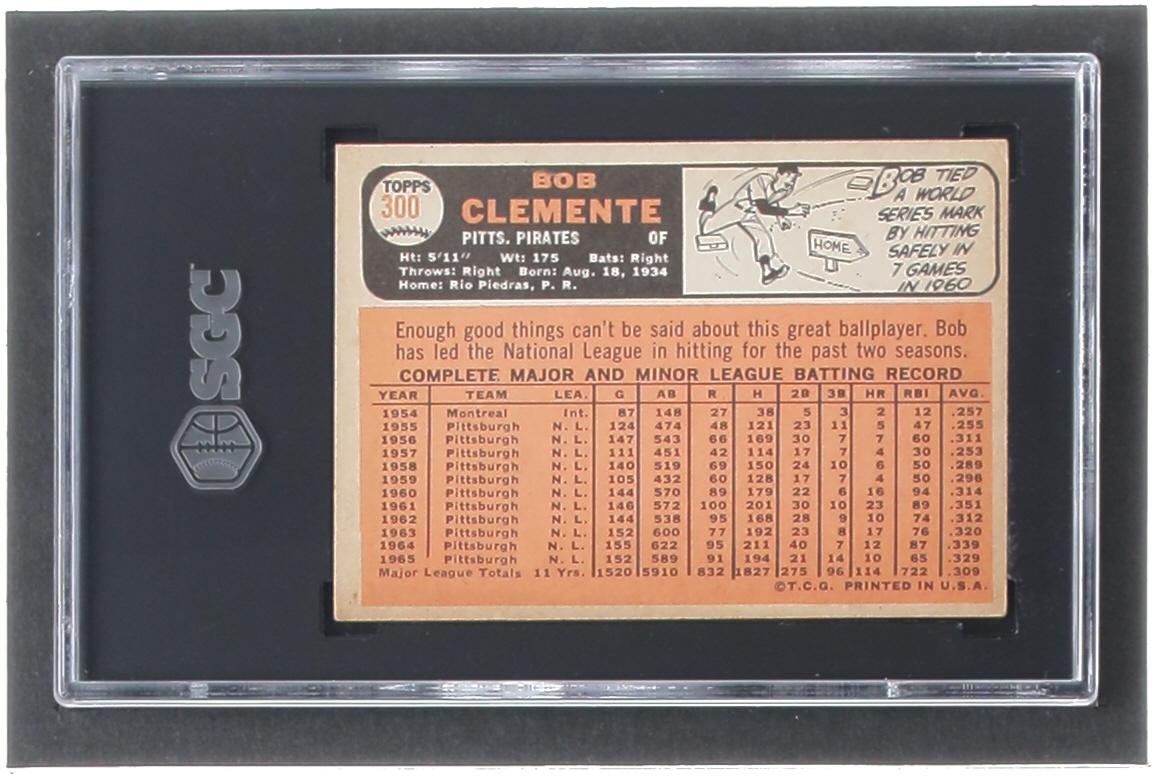 SGC
TOPPS
300
BOB
CLEMENTE
PITTS. PIRATES OF
Ht: 5'11" Wt: 175 Bats: Right
Throws: Right Born: Aug. 18, 1934
Home: Rio Piedras, P. R.
HOME
BOB TIED
A WORLD
SERIES MARK
BY HITTING
SAFELY IN
7 GAMES
IN 1960
Enough good things can't be said about this great ballplayer. Bob
has led the National League in hitting for the past two seasons.
COMPLETE MAJOR AND MINOR LEAGUE BATTING RECORD
YEAR TEAM LEA. G AB R H 2B 3B HR RBI AVG.
1954 Montreal Int. 87 148 27 38 5 3 2 12 .257
1955 Pittsburgh N. L. 124 474 48 121 23 11 5 47 .255
1956 Pittsburgh N. L. 147 543 66 169 30 7 7 60 .311
1957 Pittsburgh N. L. 111 451 42 114 17 7 4 30 .253
1958 Pittsburgh N. L. 140 519 69 150 24 10 6 50 .289
1959 Pittsburgh N. L. 105 432 60 128 17 7 4 50 .296
1960 Pittsburgh N. L. 144 570 89 179 22 6 16 94 .314
1961 Pittsburgh N. L. 146 572 100 201 30 10 23 89 .351
1962 Pittsburgh N. L. 144 538 95 168 28 9 10 74 .312
1963 Pittsburgh N. L. 152 600 77 192 23 8 17 76 .320
1964 Pittsburgh N. L. 155 622 95 211 40 7 12 87 .339
1965 Pittsburgh N. L. 152 589 91 194 21 14 10 65 .329
Major League Totals 11 Yrs. 1520 5910 832 1827 275 96 114 722 .309
©T.C.G. PRINTED IN U.S.A.